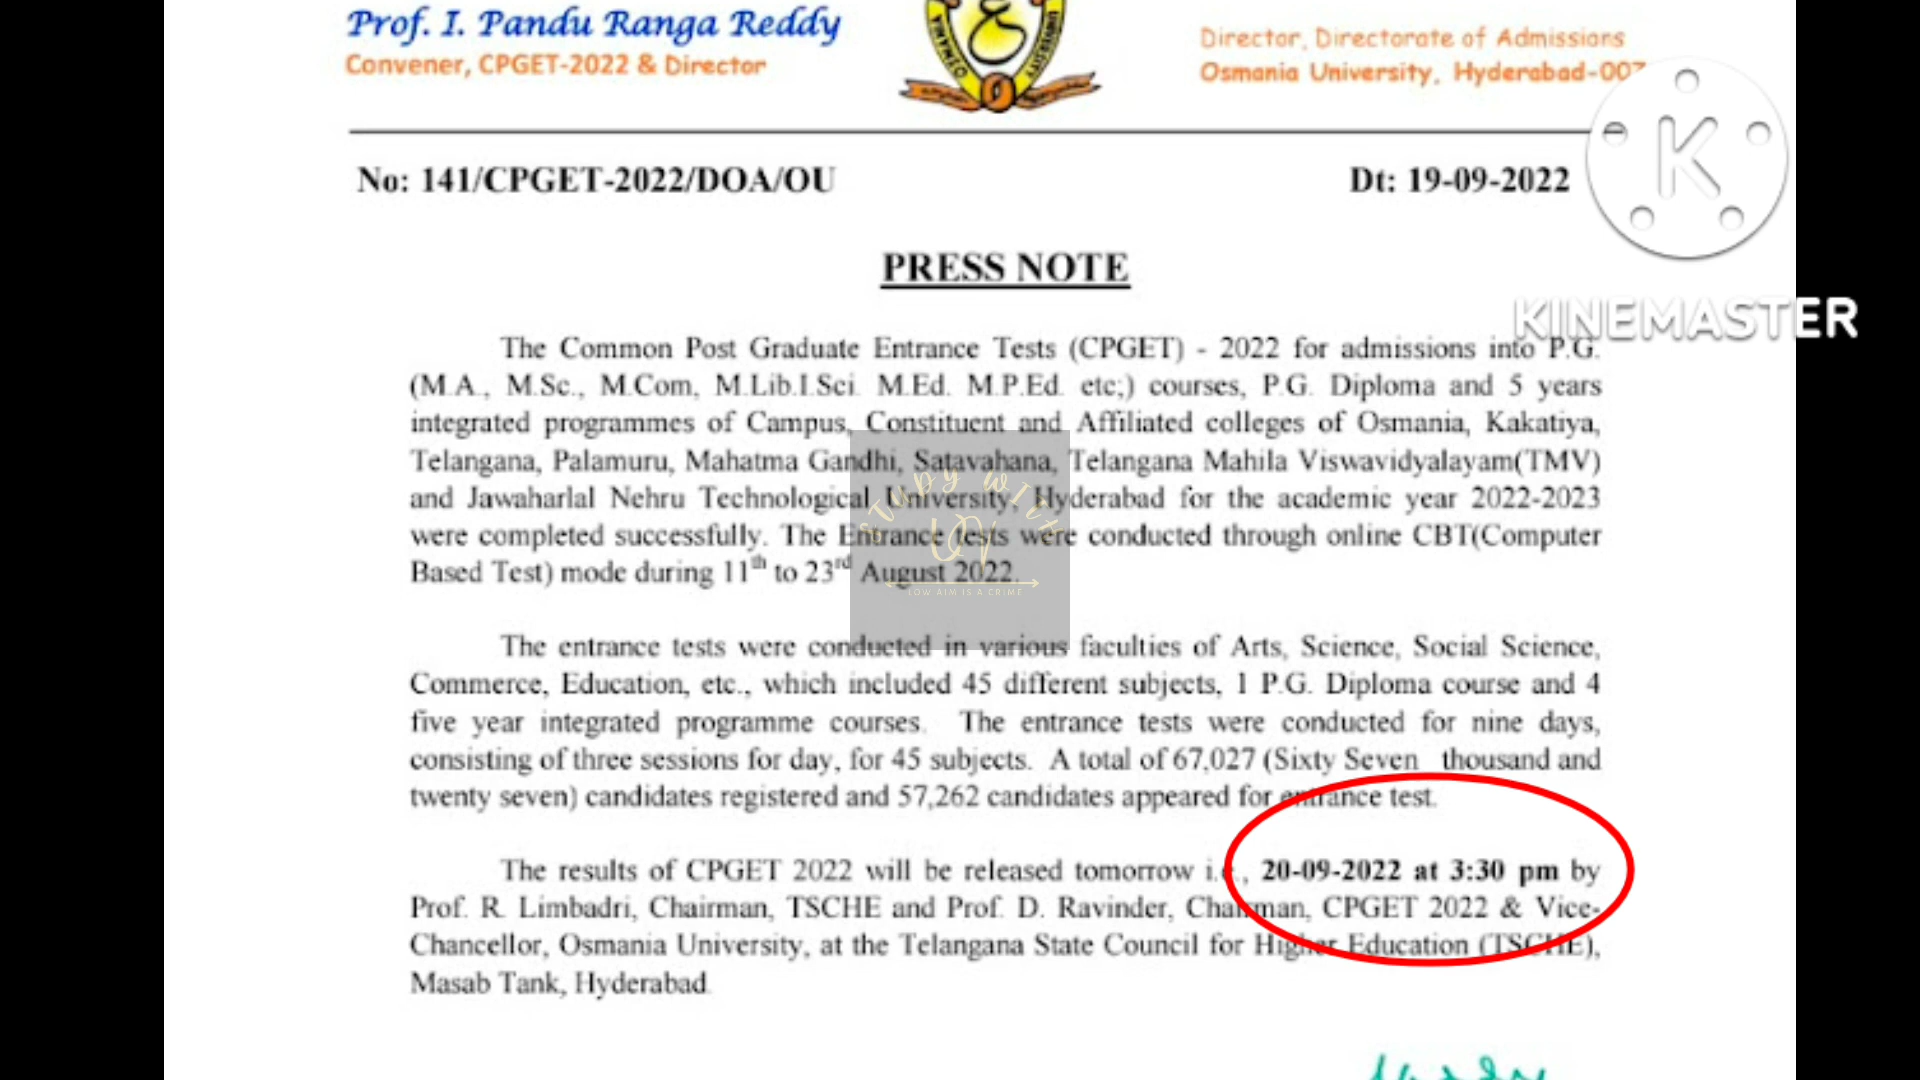 Prof. I. Pandu Ranga Reddy
Convener, CPGET-2022 & Director
OSMANIA UNIVERSITY
Director, Directorate of Admissions
Osmania University, Hyderabad-007
K
KINEMASTER
No: 141/CPGET-2022/DOA/OU
Dt: 19-09-2022
PRESS NOTE
The Common Post Graduate Entrance Tests (CPGET) - 2022 for admissions into P.G.
(M.A., M.Sc., M.Com, M.Lib.I.Sci. M.Ed. M.P.Ed. etc;) courses, P.G. Diploma and 5 years
integrated programmes of Campus, Constituent and Affiliated colleges of Osmania, Kakatiya,
Telangana, Palamuru, Mahatma Gandhi, Satavahana, Telangana Mahila Viswavidyalayam(TMV)
and Jawaharlal Nehru Technological University, Hyderabad for the academic year 2022-2023
were completed successfully. The Entrance tests were conducted through online CBT(Computer
Based Test) mode during 11th to 23rd August 2022.
STUDY WITH
UV
LOW AIM IS A CRIME
The entrance tests were conducted in various faculties of Arts, Science, Social Science,
Commerce, Education, etc., which included 45 different subjects, 1 P.G. Diploma course and 4
five year integrated programme courses. The entrance tests were conducted for nine days,
consisting of three sessions for day, for 45 subjects. A total of 67,027 (Sixty Seven thousand and
twenty seven) candidates registered and 57,262 candidates appeared for entrance test.
The results of CPGET 2022 will be released tomorrow i.e., 20-09-2022 at 3:30 pm by
Prof. R. Limbadri, Chairman, TSCHE and Prof. D. Ravinder, Chairman, CPGET 2022 & Vice-
Chancellor, Osmania University, at the Telangana State Council for Higher Education (TSCHE),
Masab Tank, Hyderabad.